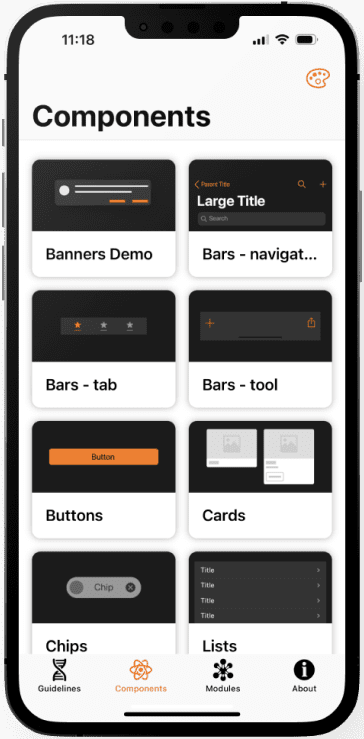 11:18
Components
Banners Demo
Parent Title
Large Title
Search
Bars - navigat...
Bars - tab
Bars - tool
Button
Buttons
Cards
Chip
Chips
Title
Title
Title
Title
Lists
Guidelines
Components
Modules
About